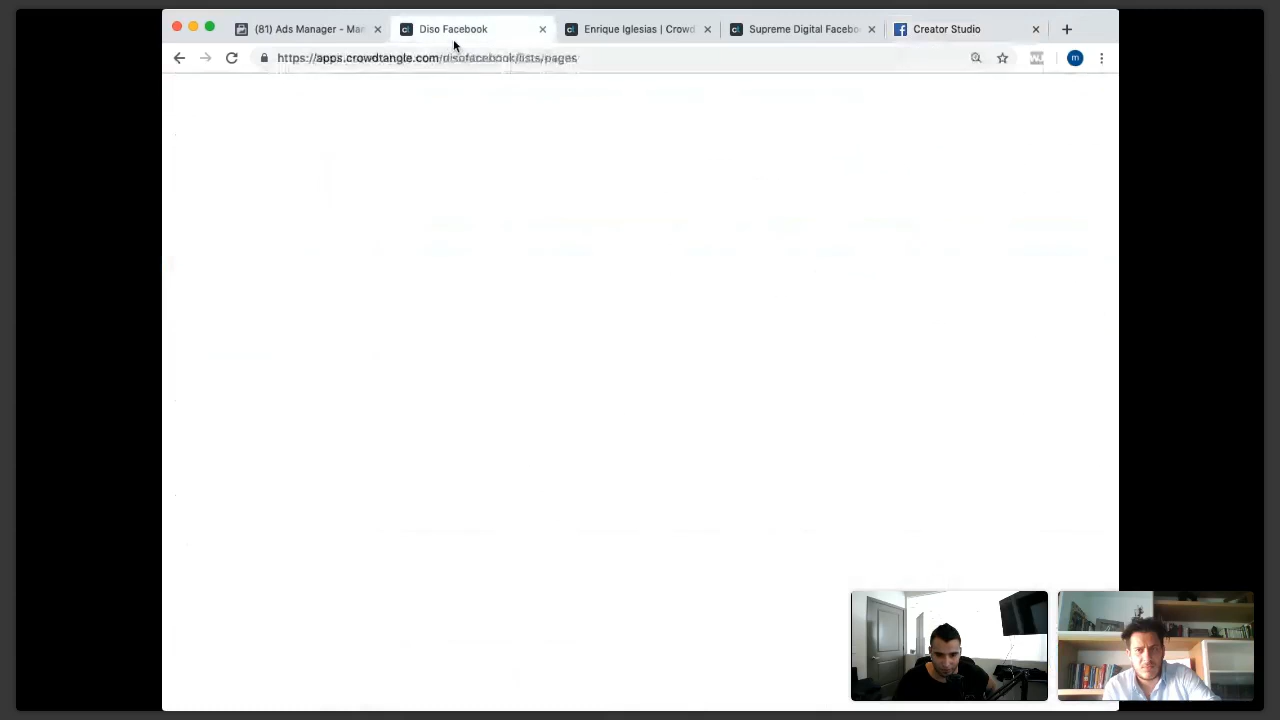 (81) Ads Manager - Mar
Diso Facebook
Enrique Iglesias | Crowd
Supreme Digital Facebo
Creator Studio
https://apps.crowdtangle.com/disofacebook/lists/pages
m